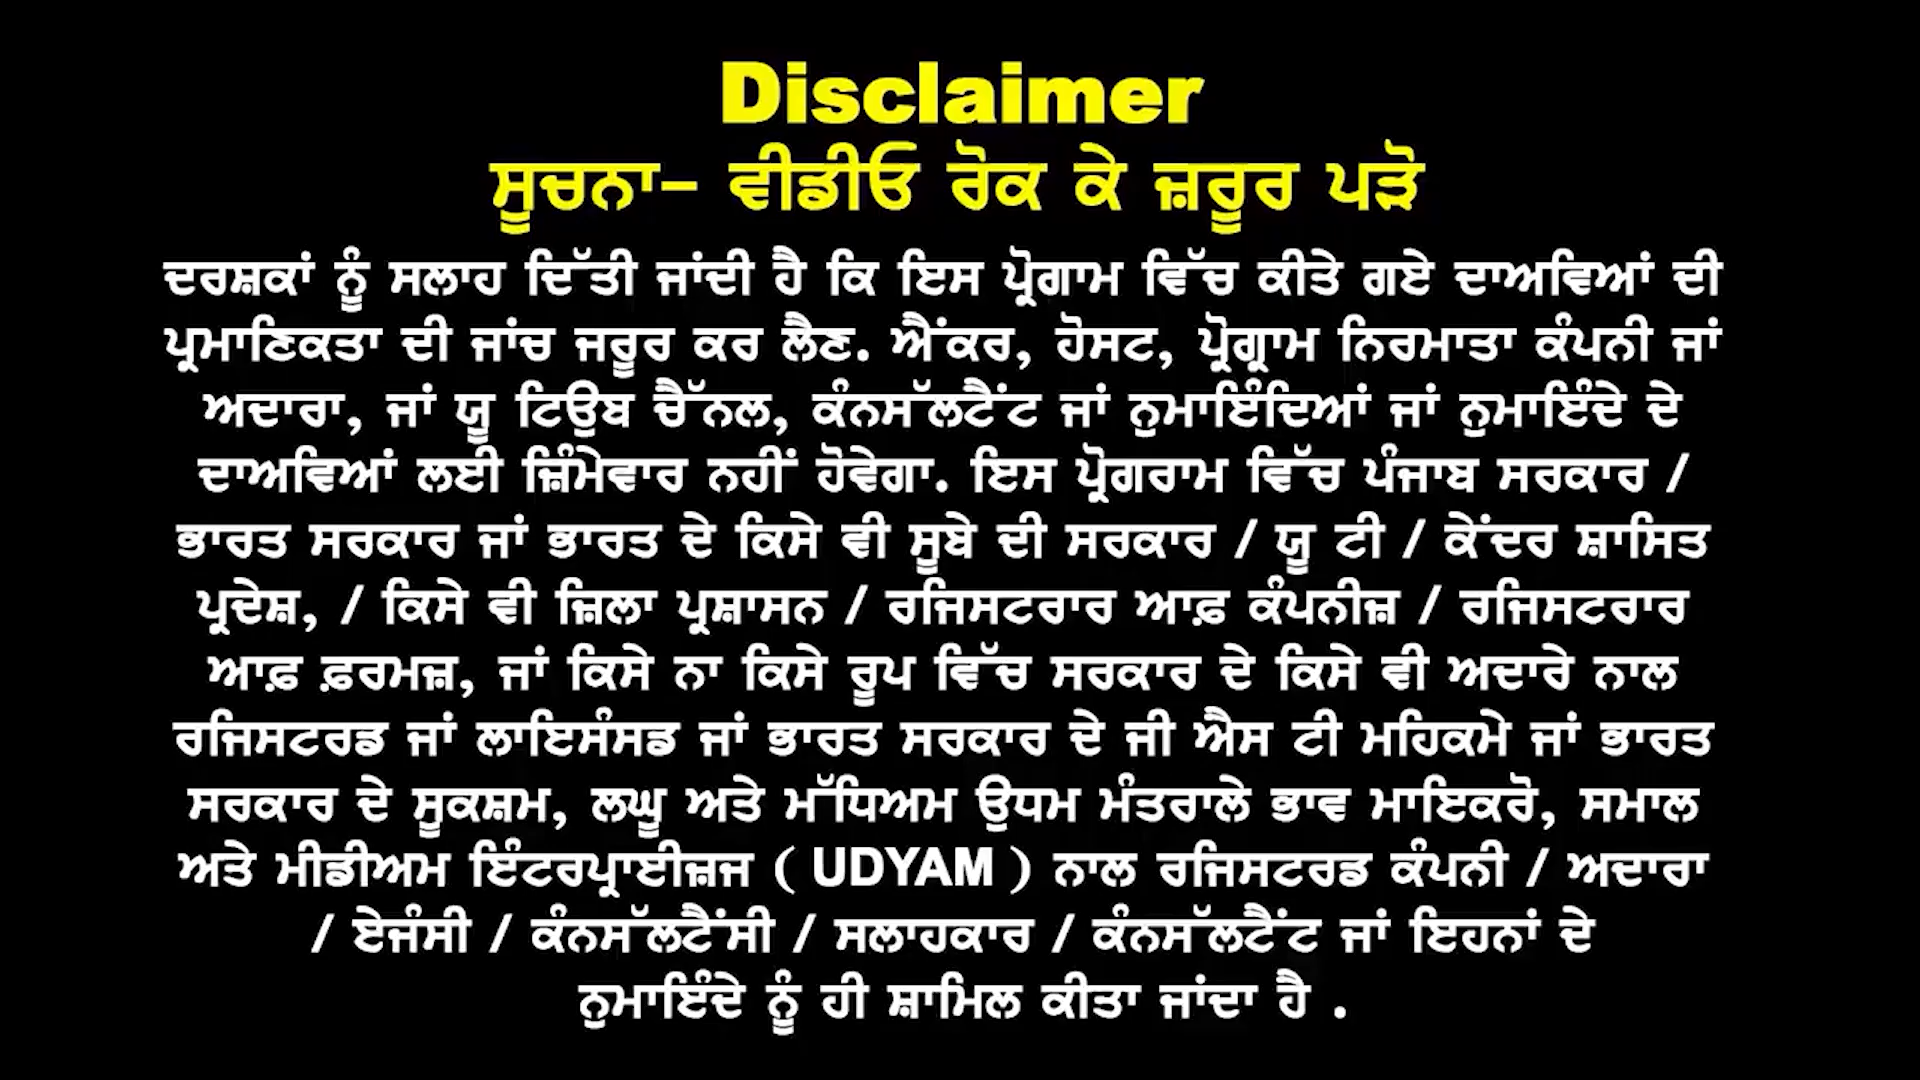 Disclaimer
ਸੂਚਨਾ- ਵੀਡੀਓ ਰੋਕ ਕੇ ਜ਼ਰੂਰ ਪੜੋ
ਦਰਸ਼ਕਾਂ ਨੂੰ ਸਲਾਹ ਦਿੱਤੀ ਜਾਂਦੀ ਹੈ ਕਿ ਇਸ ਪ੍ਰੋਗਾਮ ਵਿੱਚ ਕੀਤੇ ਗਏ ਦਾਅਵਿਆਂ ਦੀ
ਪ੍ਰਮਾਣਿਕਤਾ ਦੀ ਜਾਂਚ ਜਰੂਰ ਕਰ ਲੈਣ. ਐਂਕਰ, ਹੋਸਟ, ਪ੍ਰੋਗ੍ਰਾਮ ਨਿਰਮਾਤਾ ਕੰਪਨੀ ਜਾਂ
ਅਦਾਰਾ, ਜਾਂ ਯੂ ਟਿਊਬ ਚੈੱਨਲ, ਕੰਨਸੱਲਟੈਂਟ ਜਾਂ ਨੁਮਾਇੰਦਿਆਂ ਜਾਂ ਨੁਮਾਇੰਦੇ ਦੇ
ਦਾਅਵਿਆਂ ਲਈ ਜ਼ਿੰਮੇਵਾਰ ਨਹੀਂ ਹੋਵੇਗਾ. ਇਸ ਪ੍ਰੋਗਰਾਮ ਵਿੱਚ ਪੰਜਾਬ ਸਰਕਾਰ /
ਭਾਰਤ ਸਰਕਾਰ ਜਾਂ ਭਾਰਤ ਦੇ ਕਿਸੇ ਵੀ ਸੂਬੇ ਦੀ ਸਰਕਾਰ / ਯੂ ਟੀ / ਕੇਂਦਰ ਸ਼ਾਸਿਤ
ਪ੍ਰਦੇਸ਼, / ਕਿਸੇ ਵੀ ਜ਼ਿਲਾ ਪ੍ਰਸ਼ਾਸਨ / ਰਜਿਸਟਰਾਰ ਆਫ਼ ਕੰਪਨੀਜ਼ / ਰਜਿਸਟਰਾਰ
ਆਫ਼ ਫ਼ਰਮਜ਼, ਜਾਂ ਕਿਸੇ ਨਾ ਕਿਸੇ ਰੂਪ ਵਿੱਚ ਸਰਕਾਰ ਦੇ ਕਿਸੇ ਵੀ ਅਦਾਰੇ ਨਾਲ
ਰਜਿਸਟਰਡ ਜਾਂ ਲਾਇਸੰਸਡ ਜਾਂ ਭਾਰਤ ਸਰਕਾਰ ਦੇ ਜੀ ਐਸ ਟੀ ਮਹਿਕਮੇ ਜਾਂ ਭਾਰਤ
ਸਰਕਾਰ ਦੇ ਸੂਕਸ਼ਮ, ਲਘੂ ਅਤੇ ਮੱਧਿਅਮ ਉਧਮ ਮੰਤਰਾਲੇ ਭਾਵ ਮਾਇਕਰੋ, ਸਮਾਲ
ਅਤੇ ਮੀਡੀਅਮ ਇੰਟਰਪ੍ਰਾਈਜ਼ਜ ( UDYAM ) ਨਾਲ ਰਜਿਸਟਰਡ ਕੰਪਨੀ / ਅਦਾਰਾ
/ ਏਜੰਸੀ / ਕੰਨਸੱਲਟੈਂਸੀ / ਸਲਾਹਕਾਰ / ਕੰਨਸੱਲਟੈਂਟ ਜਾਂ ਇਹਨਾਂ ਦੇ
ਨੁਮਾਇੰਦੇ ਨੂੰ ਹੀ ਸ਼ਾਮਿਲ ਕੀਤਾ ਜਾਂਦਾ ਹੈ .